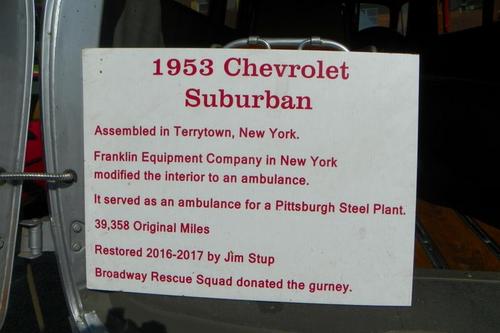 1953 Chevrolet
Suburban
Assembled in Terrytown, New York.
Franklin Equipment Company in New York
modified the interior to an ambulance.
It served as an ambulance for a Pittsburgh Steel Plant.
39,358 Original Miles
Restored 2016-2017 by Jim Stup
Broadway Rescue Squad donated the gurney.